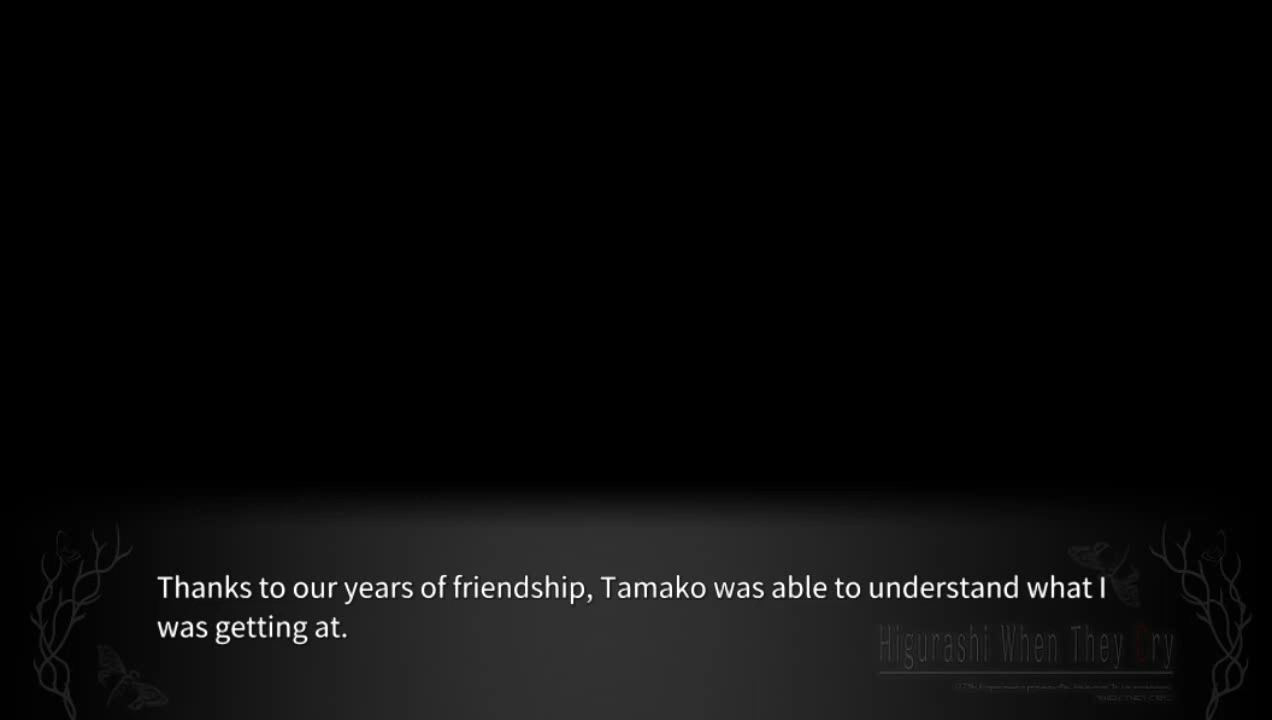 Thanks to our years of friendship, Tamako was able to understand what I
was getting at.
Higurashi When They Cry